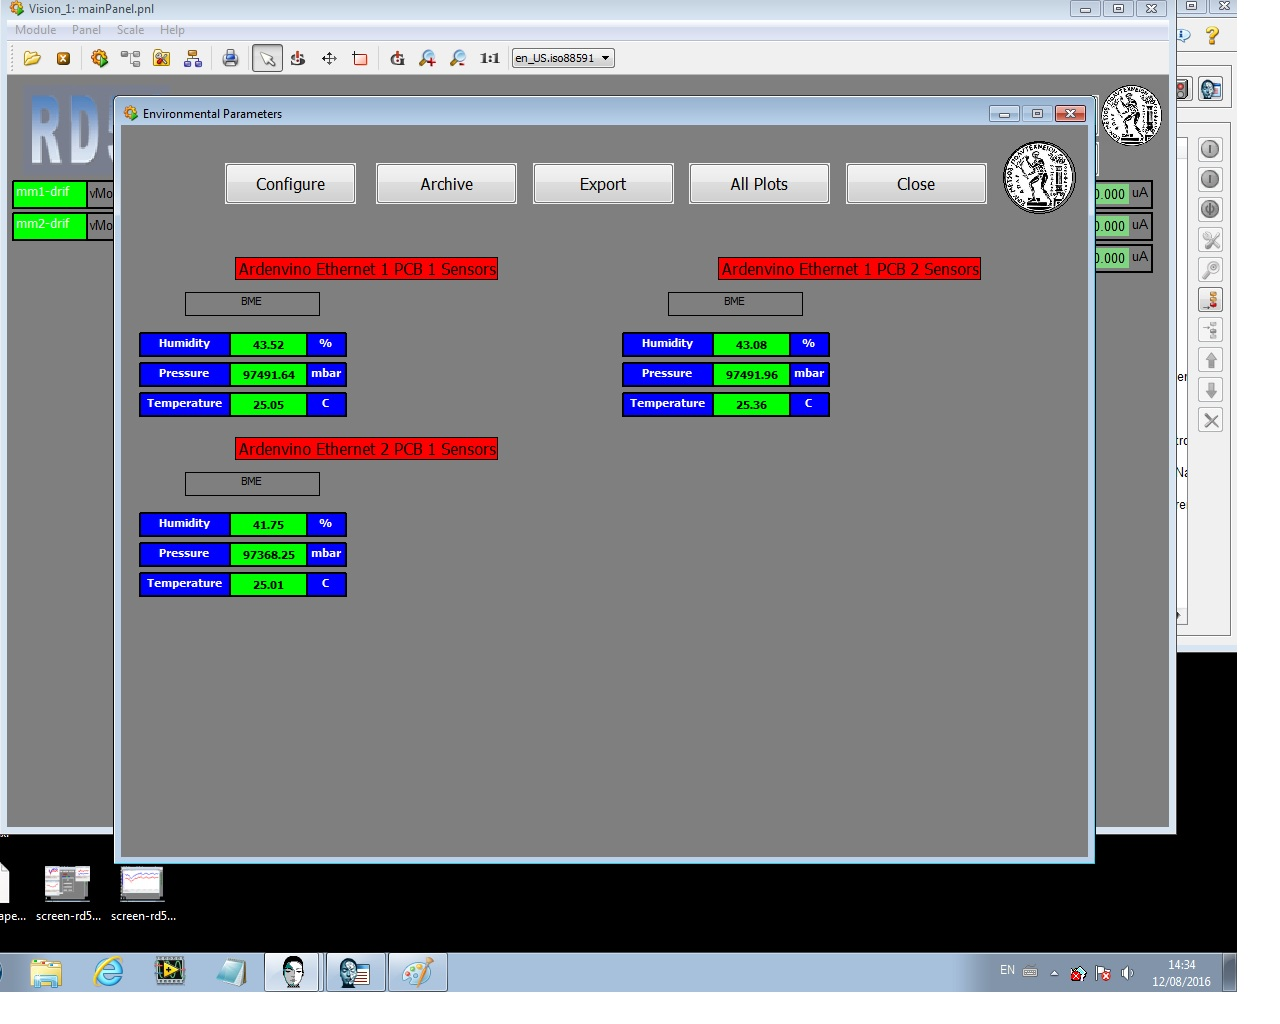 Vision_1: mainPanel.pnl
Module Panel Scale Help
1:1 en_US.iso88591
RD5
Environmental Parameters
Configure Archive Export All Plots Close
mm1-drif vMo
mm2-drif vMo
0.000 uA
0.000 uA
0.000 uA
Ardenvino Ethernet 1 PCB 1 Sensors
BME
Humidity 43.52 %
Pressure 97491.64 mbar
Temperature 25.05 C
Ardenvino Ethernet 1 PCB 2 Sensors
BME
Humidity 43.08 %
Pressure 97491.96 mbar
Temperature 25.36 C
Ardenvino Ethernet 2 PCB 1 Sensors
BME
Humidity 41.75 %
Pressure 97368.25 mbar
Temperature 25.01 C
ape... screen-rd5... screen-rd5...
EN
14:34
12/08/2016